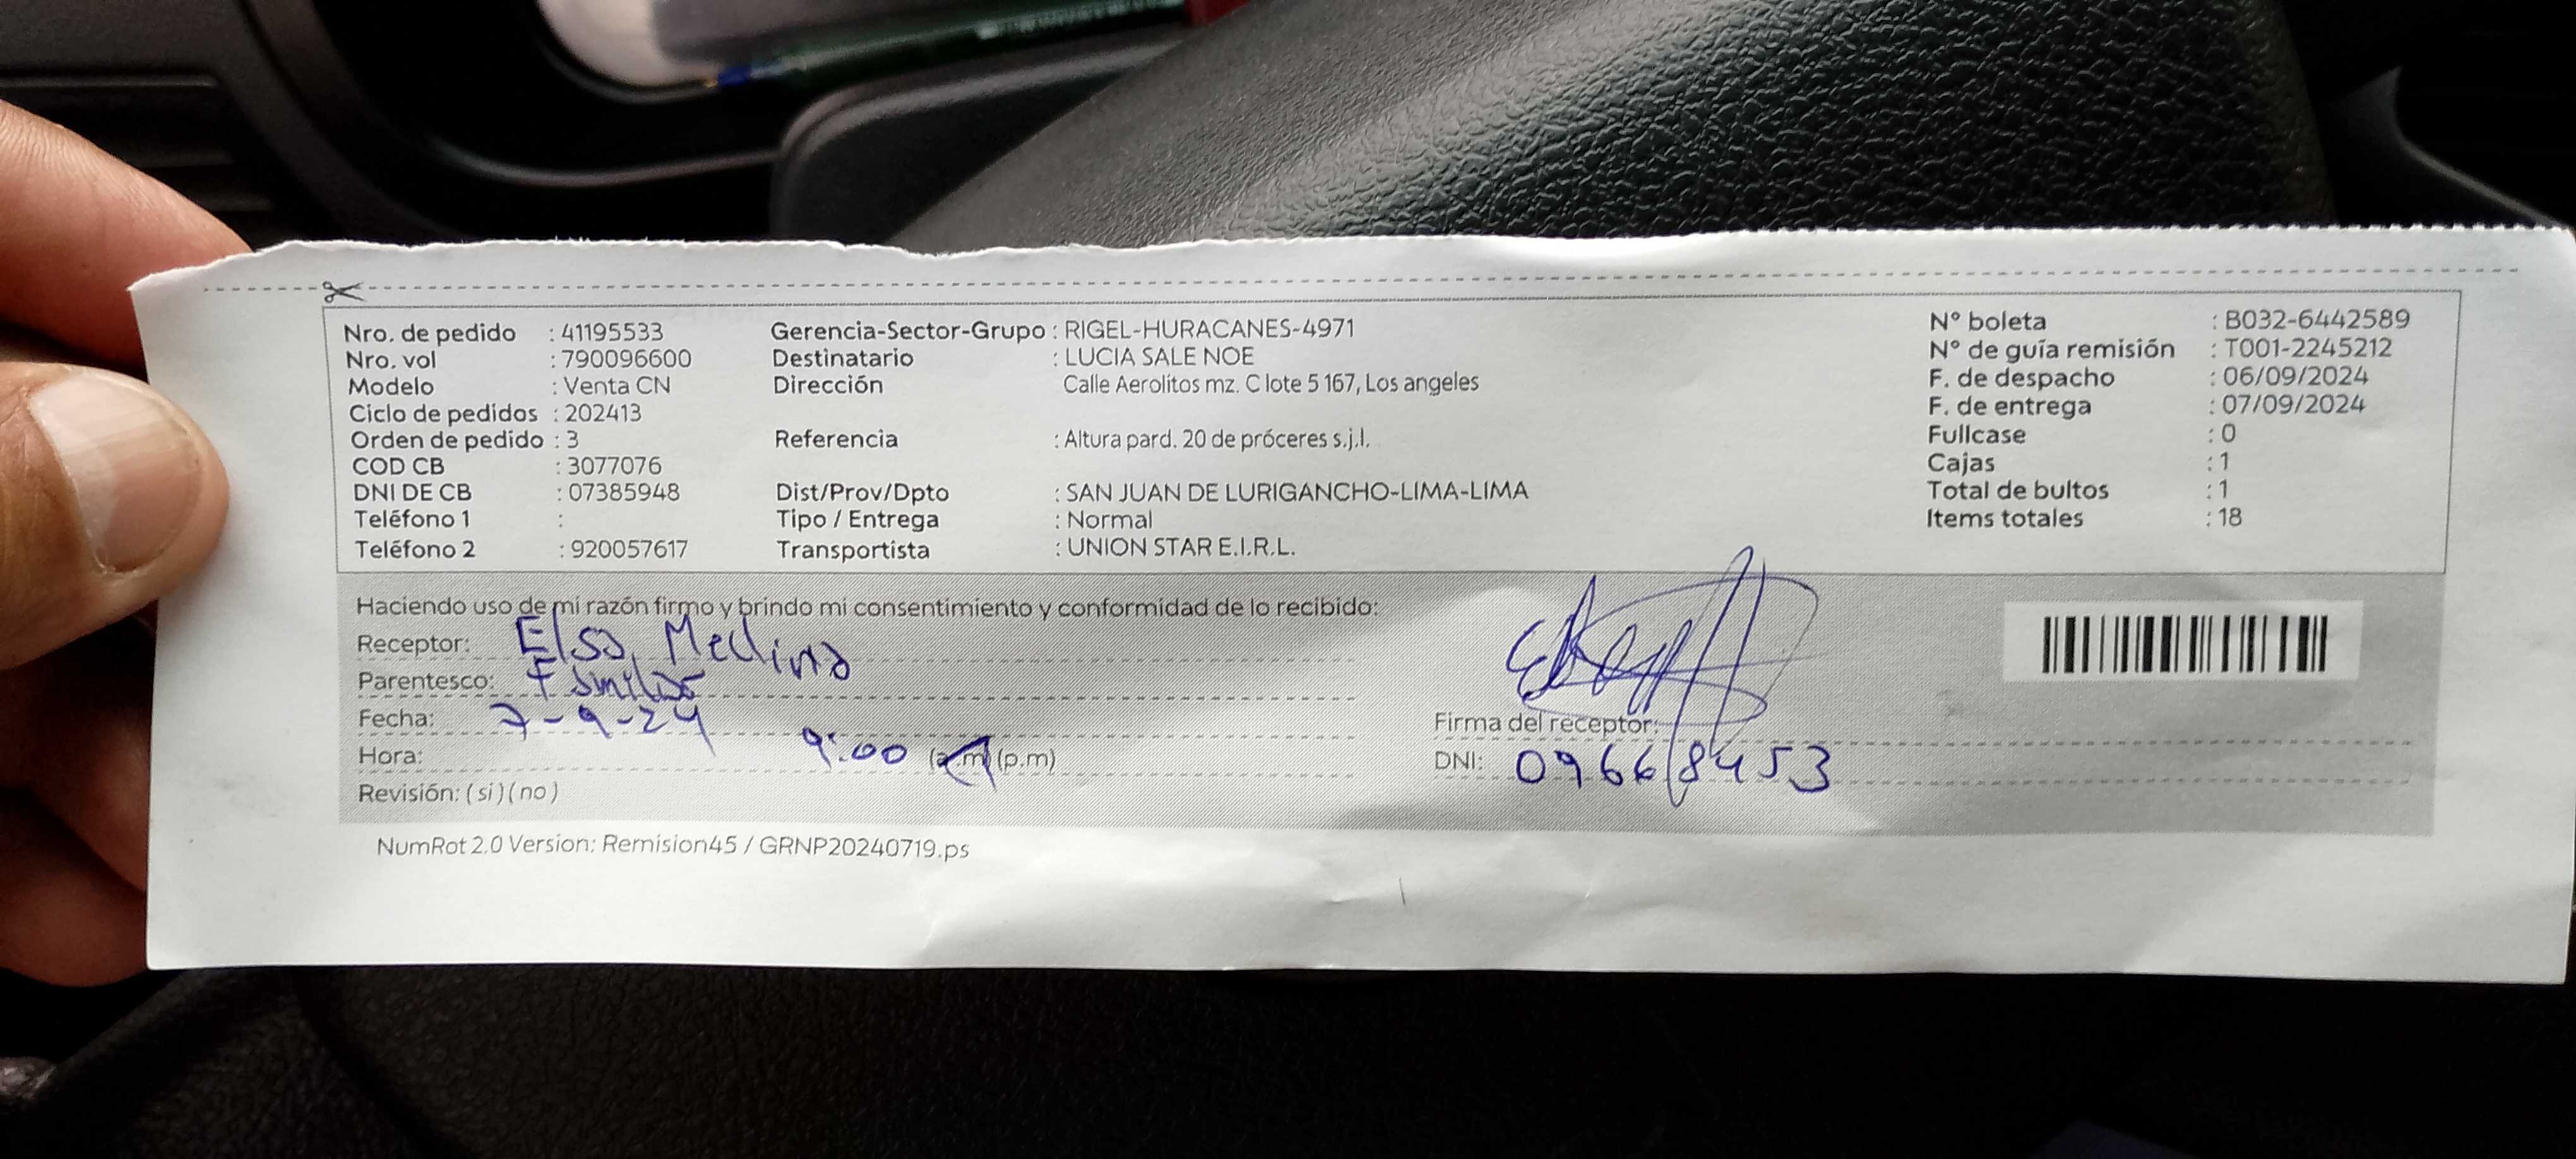 Nro. de pedido : 41195533
Nro. vol : 790096600
Modelo : Venta CN
Ciclo de pedidos : 202413
Orden de pedido : 3
COD CB : 3077076
DNI DE CB : 07385948
Teléfono 1 :
Teléfono 2 : 920057617
Gerencia-Sector-Grupo : RIGEL-HURACANES-4971
Destinatario : LUCIA SALE NOE
Dirección Calle Aerolitos mz. C lote 5 167, Los angeles
Referencia : Altura pard. 20 de próceres s.j.l.
Dist/Prov/Dpto : SAN JUAN DE LURIGANCHO-LIMA-LIMA
Tipo / Entrega : Normal
Transportista : UNION STAR E.I.R.L.
N° boleta : B032-6442589
N° de guía remisión : T001-2245212
F. de despacho : 06/09/2024
F. de entrega : 07/09/2024
Fullcase : 0
Cajas : 1
Total de bultos : 1
Items totales : 18
Haciendo uso de mi razón firmo y brindo mi consentimiento y conformidad de lo recibido:
Receptor: Elsa Medina
Parentesco: Familiar
Fecha: 7-9-24
Hora: 9:00 (a.m) (p.m)
Revisión: (si) (no)
Firma del receptor:
DNI: 09668453
NumRot 2.0 Version: Remision45 / GRNP20240719.ps